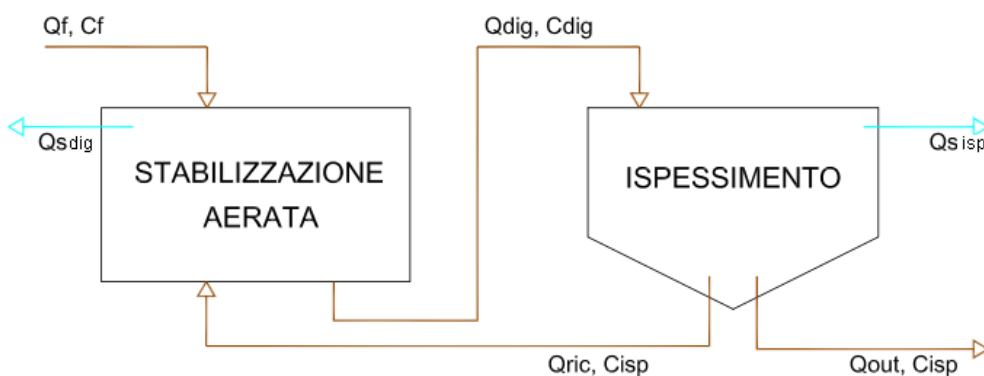 Qf, Cf
Qdig, Cdig
Qsdig
Qs isp
STABILIZZAZIONE
AERATA
ISPESSIMENTO
Qric, Cisp
Qout, Cisp